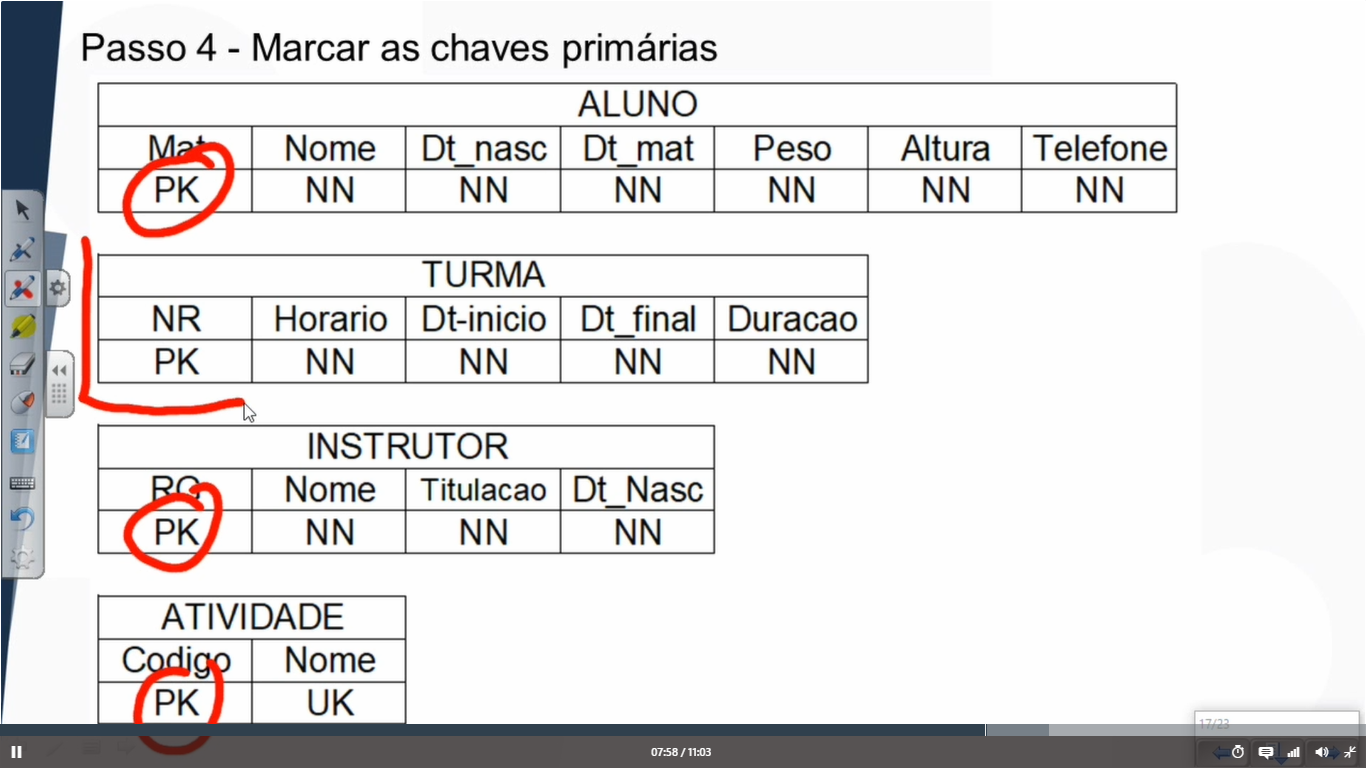 Passo 4 - Marcar as chaves primárias
ALUNO
Mat Nome Dt_nasc Dt_mat Peso Altura Telefone
PK NN NN NN NN NN NN
TURMA
NR Horario Dt-inicio Dt_final Duracao
PK NN NN NN NN
INSTRUTOR
RG Nome Titulacao Dt_Nasc
PK NN NN NN
ATIVIDADE
Codigo Nome
PK UK
17/23
07:58 / 11:03